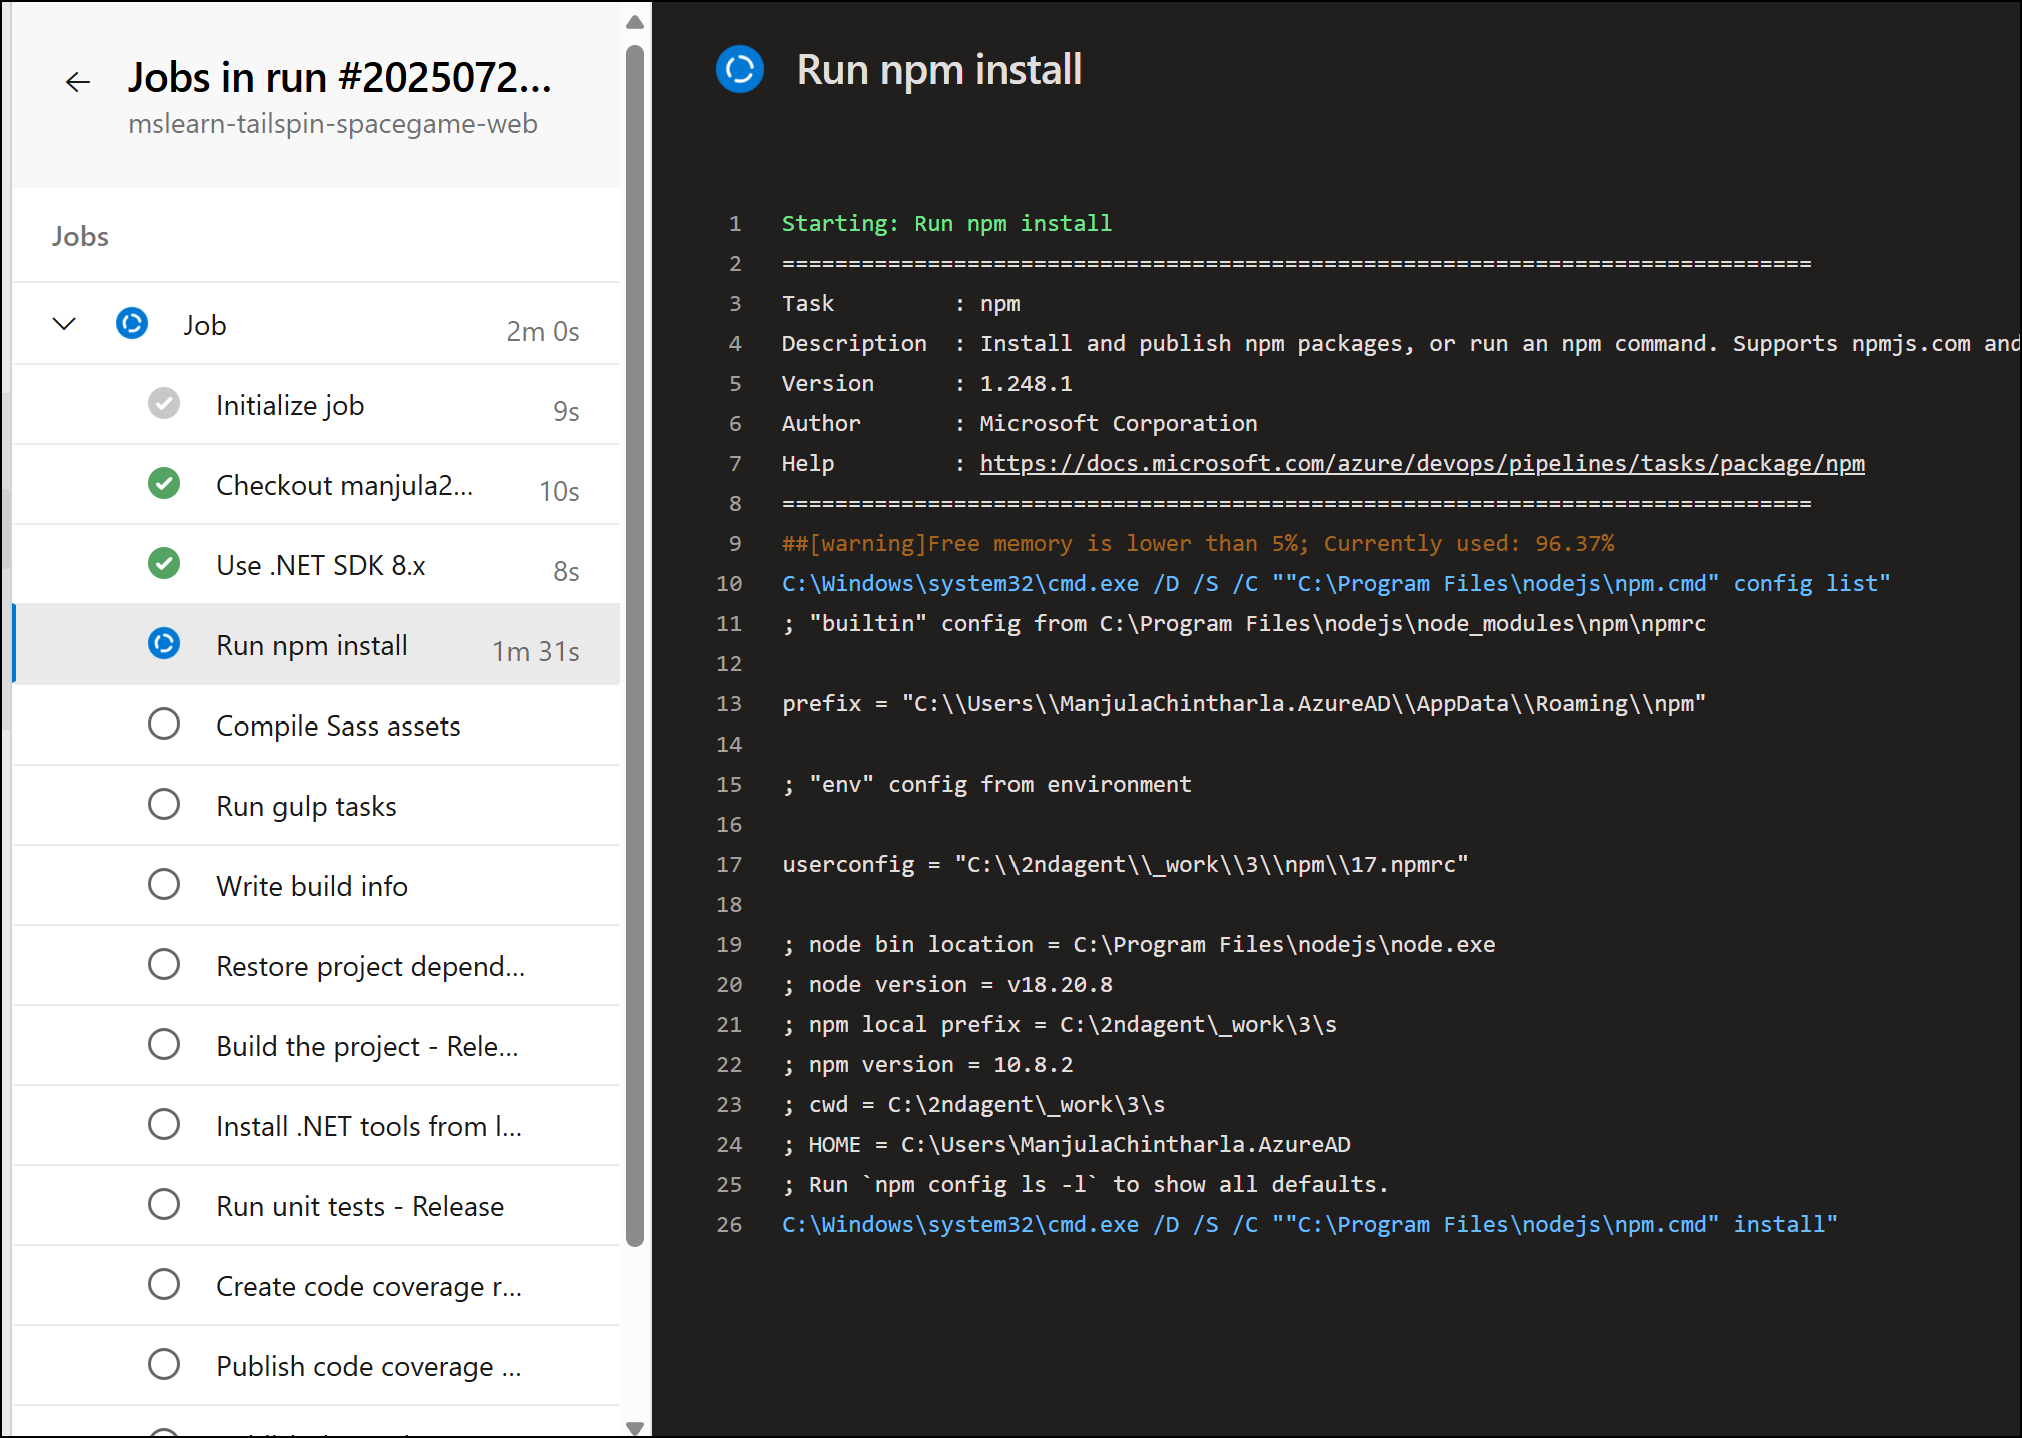 Jobs in run #2025072...
mslearn-tailspin-spacegame-web
Jobs
Job 2m 0s
Initialize job 9s
Checkout manjula2... 10s
Use .NET SDK 8.x 8s
Run npm install 1m 31s
Compile Sass assets
Run gulp tasks
Write build info
Restore project depend...
Build the project - Rele...
Install .NET tools from l...
Run unit tests - Release
Create code coverage r...
Publish code coverage ...
Run npm install
1 Starting: Run npm install
2 ==============================================================================
3 Task         : npm
4 Description  : Install and publish npm packages, or run an npm command. Supports npmjs.com and
5 Version      : 1.248.1
6 Author       : Microsoft Corporation
7 Help         : https://docs.microsoft.com/azure/devops/pipelines/tasks/package/npm
8 ==============================================================================
9 ##[warning]Free memory is lower than 5%; Currently used: 96.37%
10 C:\Windows\system32\cmd.exe /D /S /C ""C:\Program Files\nodejs\npm.cmd" config list"
11 ; "builtin" config from C:\Program Files\nodejs\node_modules\npm\npmrc
12
13 prefix = "C:\\Users\\ManjulaChintharla.AzureAD\\AppData\\Roaming\\npm"
14
15 ; "env" config from environment
16
17 userconfig = "C:\\2ndagent\\_work\\3\\npm\\17.npmrc"
18
19 ; node bin location = C:\Program Files\nodejs\node.exe
20 ; node version = v18.20.8
21 ; npm local prefix = C:\2ndagent\_work\3\s
22 ; npm version = 10.8.2
23 ; cwd = C:\2ndagent\_work\3\s
24 ; HOME = C:\Users\ManjulaChintharla.AzureAD
25 ; Run `npm config ls -l` to show all defaults.
26 C:\Windows\system32\cmd.exe /D /S /C ""C:\Program Files\nodejs\npm.cmd" install"